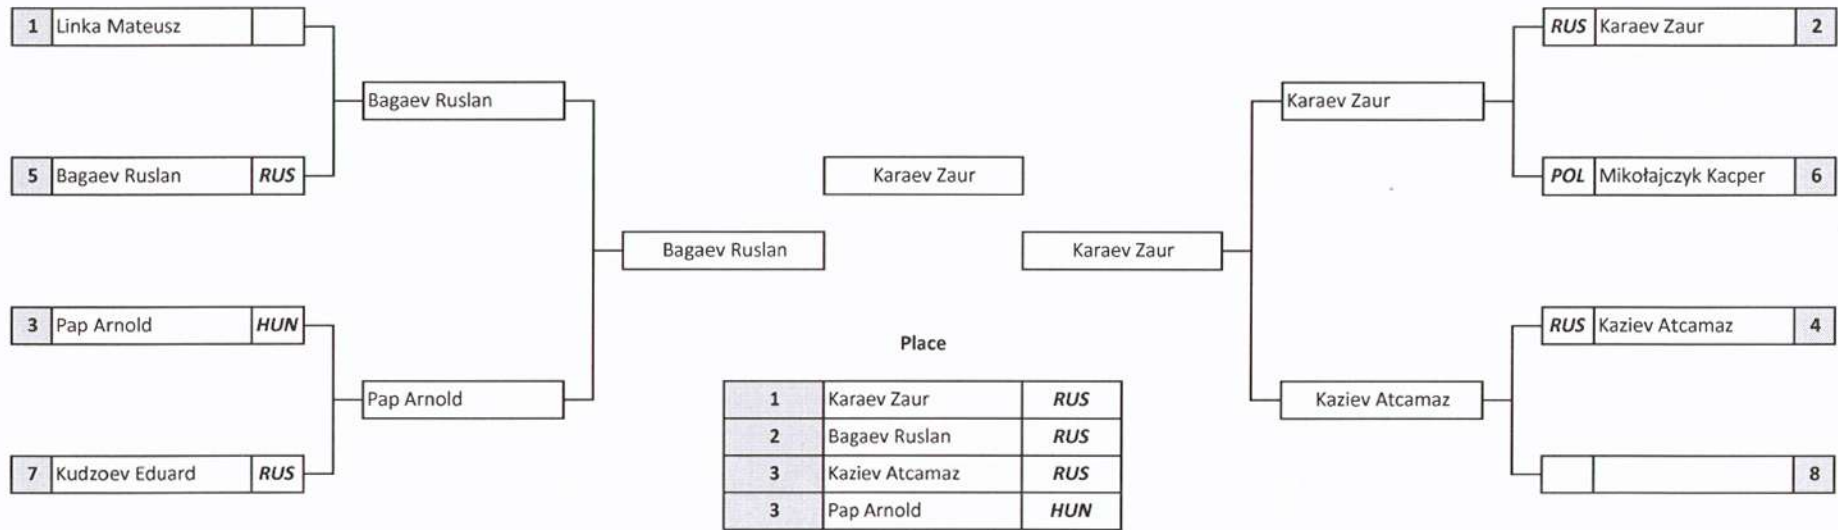 1 Linka Mateusz
RUS Karaev Zaur 2
Bagaev Ruslan
Karaev Zaur
5 Bagaev Ruslan RUS
Karaev Zaur
POL Mikołajczyk Kacper 6
Bagaev Ruslan
Karaev Zaur
3 Pap Arnold HUN
RUS Kaziev Atcamaz 4
Place
Pap Arnold
Kaziev Atcamaz
1 Karaev Zaur RUS
2 Bagaev Ruslan RUS
3 Kaziev Atcamaz RUS
3 Pap Arnold HUN
7 Kudzoev Eduard RUS
8